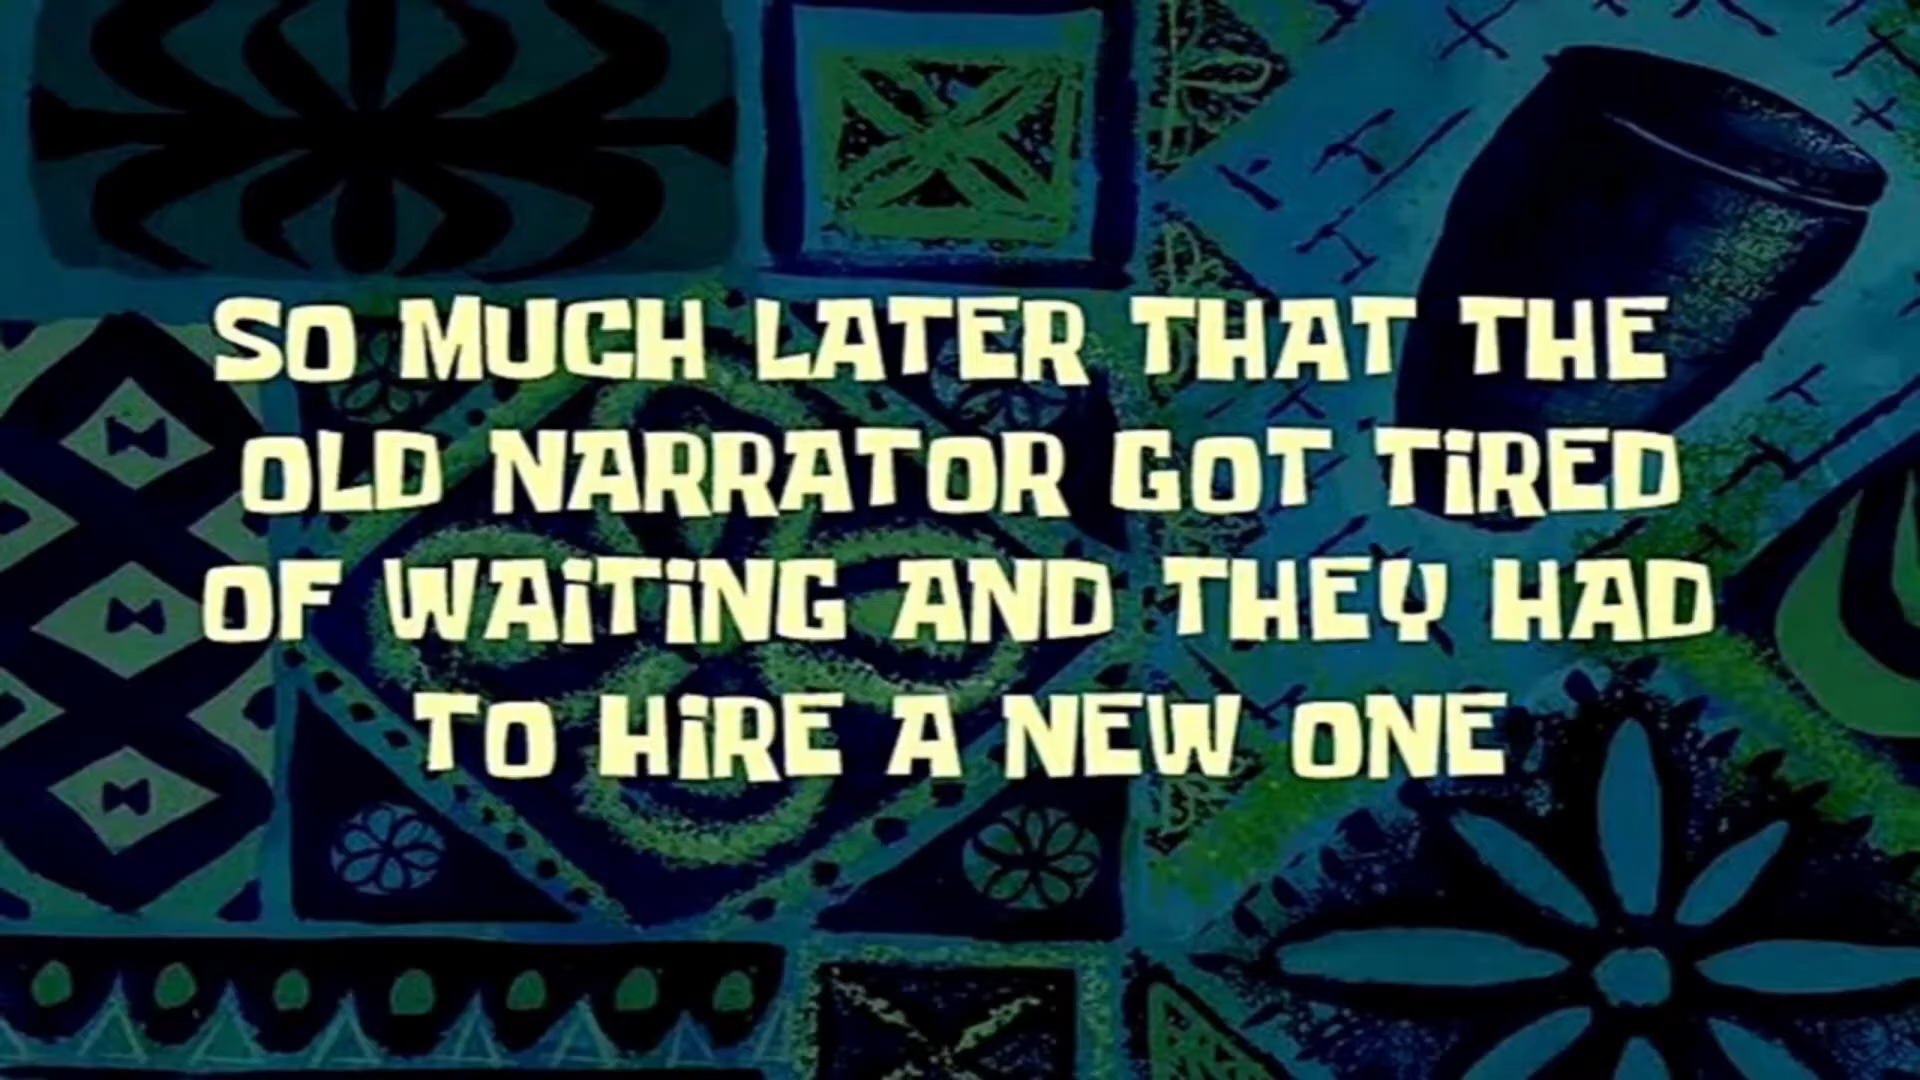 SO MUCH LATER THAT THE
OLD NARRATOR GOT TiRED
OF WAiTiNG AND THEY HAD
TO HiRE A NEW ONE